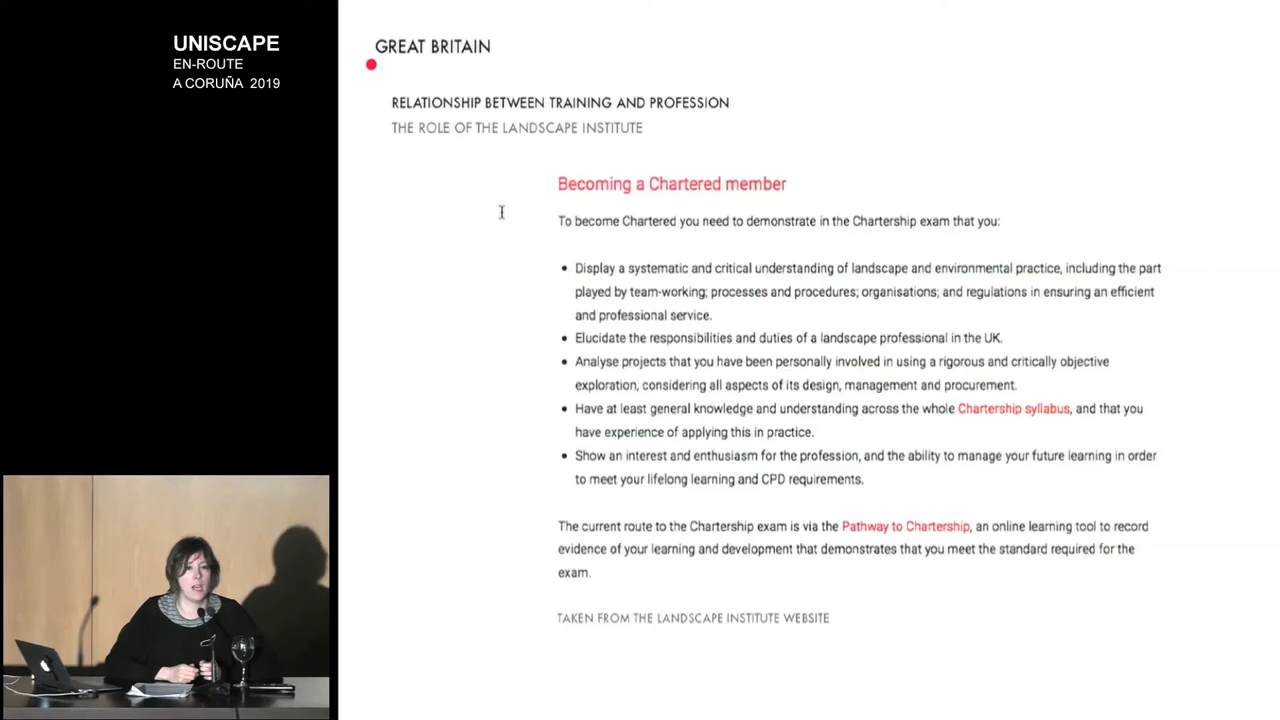 UNISCAPE
EN-ROUTE
A CORUÑA 2019
GREAT BRITAIN
RELATIONSHIP BETWEEN TRAINING AND PROFESSION
THE ROLE OF THE LANDSCAPE INSTITUTE
Becoming a Chartered member
To become Chartered you need to demonstrate in the Chartership exam that you:
• Display a systematic and critical understanding of landscape and environmental practice, including the part
played by team-working; processes and procedures; organisations; and regulations in ensuring an efficient
and professional service.
• Elucidate the responsibilities and duties of a landscape professional in the UK.
• Analyse projects that you have been personally involved in using a rigorous and critically objective
exploration, considering all aspects of its design, management and procurement.
• Have at least general knowledge and understanding across the whole Chartership syllabus, and that you
have experience of applying this in practice.
• Show an interest and enthusiasm for the profession, and the ability to manage your future learning in order
to meet your lifelong learning and CPD requirements.
The current route to the Chartership exam is via the Pathway to Chartership, an online learning tool to record
evidence of your learning and development that demonstrates that you meet the standard required for the
exam.
TAKEN FROM THE LANDSCAPE INSTITUTE WEBSITE